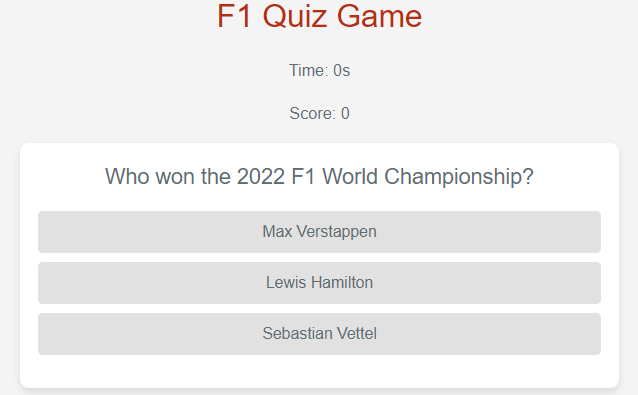 F1 Quiz Game
Time: 0s
Score: 0
Who won the 2022 F1 World Championship?
Max Verstappen
Lewis Hamilton
Sebastian Vettel